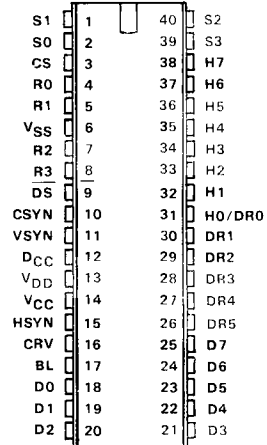 S1 1 40 S2
S0 2 39 S3
CS 3 38 H7
R0 4 37 H6
R1 5 36 H5
VSS 6 35 H4
R2 7 34 H3
R3 8 33 H2
DS 9 32 H1
CSYN 10 31 H0/DR0
VSYN 11 30 DR1
DCC 12 29 DR2
VDD 13 28 DR3
VCC 14 27 DR4
HSYN 15 26 DR5
CRV 16 25 D7
BL 17 24 D6
D0 18 23 D5
D1 19 22 D4
D2 20 21 D3